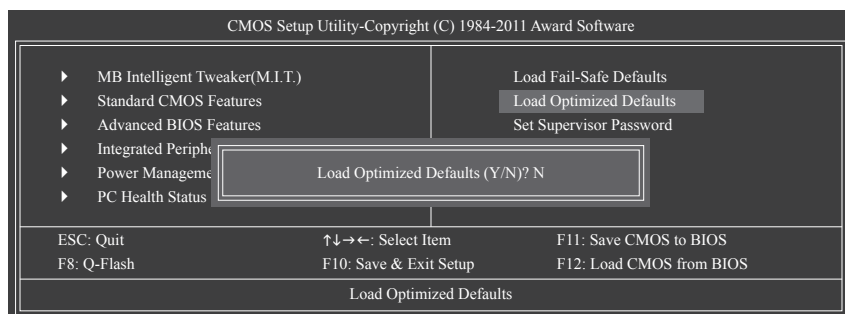 CMOS Setup Utility-Copyright (C) 1984-2011 Award Software
MB Intelligent Tweaker(M.I.T.)
Standard CMOS Features
Advanced BIOS Features
Integrated Periphe
Power Manageme
PC Health Status
Load Fail-Safe Defaults
Load Optimized Defaults
Set Supervisor Password
Load Optimized Defaults (Y/N)? N
ESC: Quit ↑↓→←: Select Item F11: Save CMOS to BIOS
F8: Q-Flash F10: Save & Exit Setup F12: Load CMOS from BIOS
Load Optimized Defaults